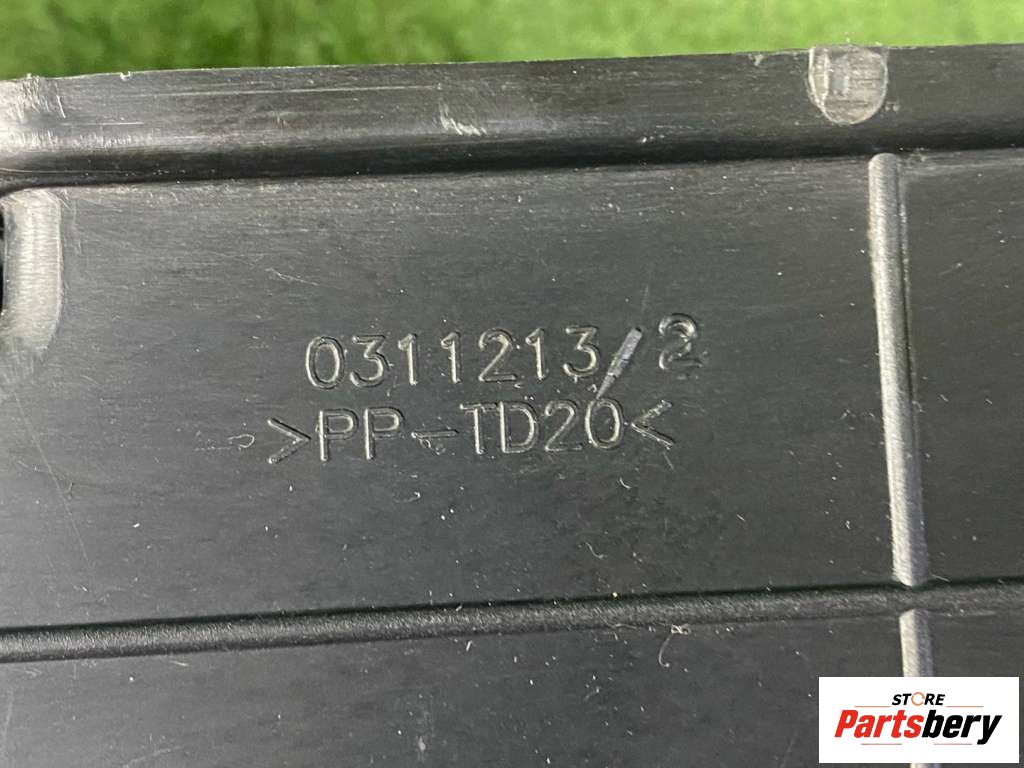 0311213/2
>PP-TD20<
STORE
Partsbery